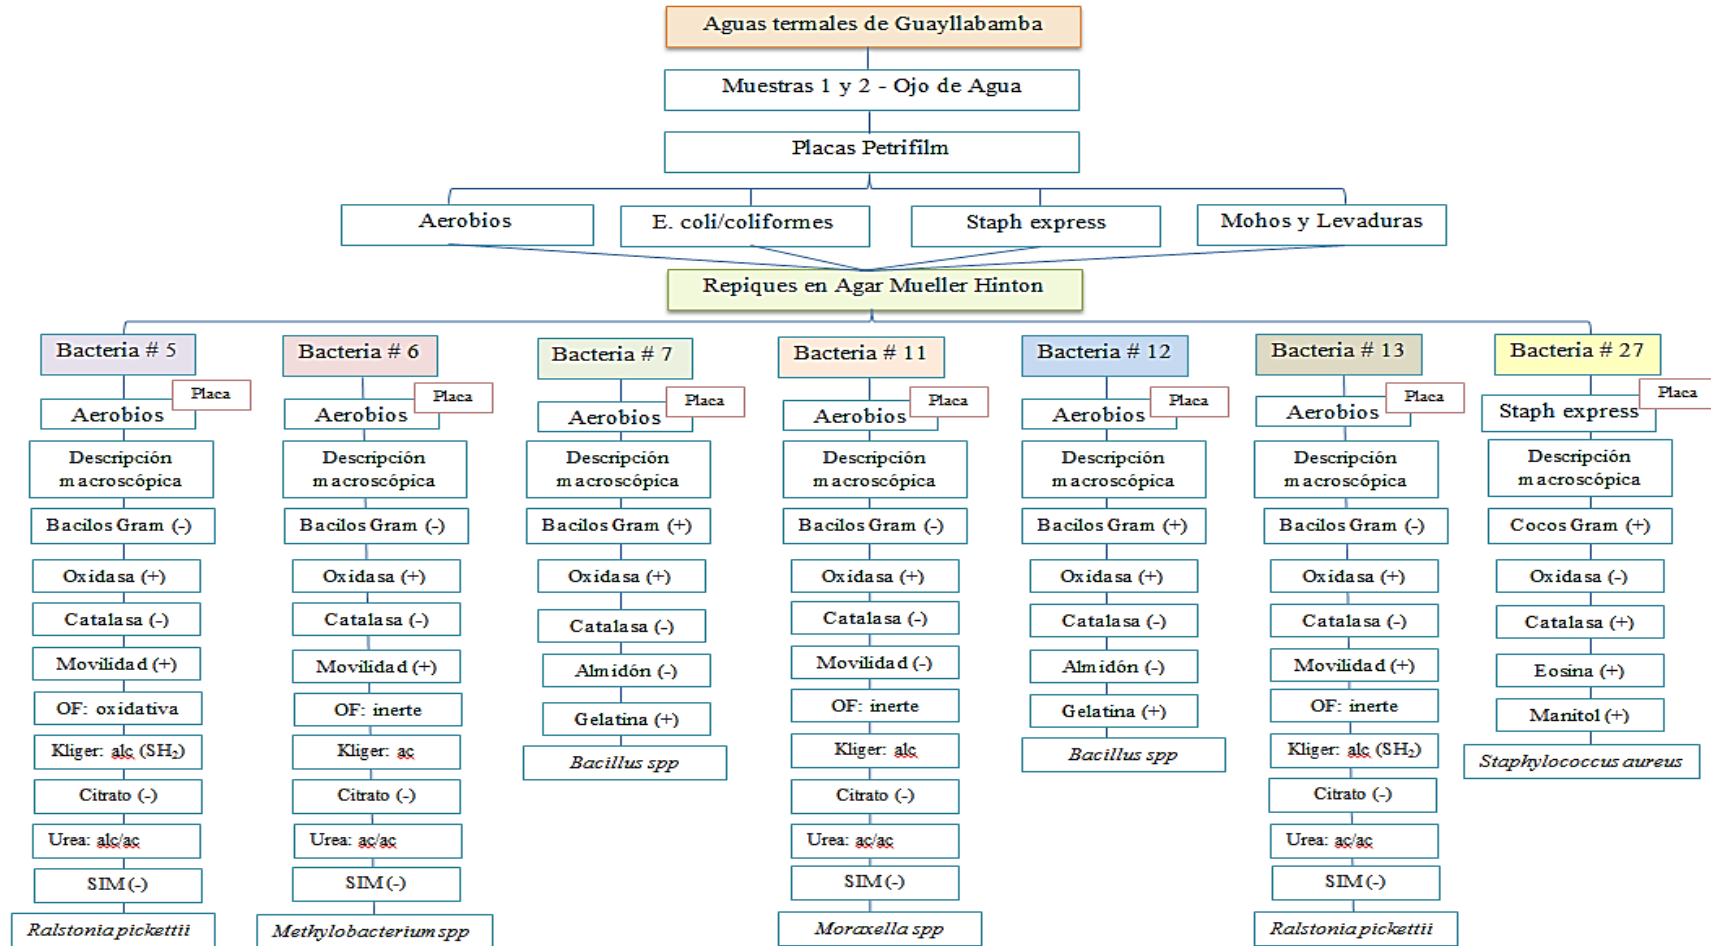 Aguas termales de Guayllabamba
Muestras 1 y 2 - Ojo de Agua
Placas Petrifilm
Aerobios
E. coli/coliformes
Staph express
Mohos y Levaduras
Repiques en Agar Mueller Hinton
Bacteria # 5
Placa
Aerobios
Descripción
macroscópica
Bacilos Gram (-)
Oxidasa (+)
Catalasa (-)
Movilidad (+)
OF: oxidativa
Kliger: alc (SH₂)
Citrato (-)
Urea: alc/ac
SIM (-)
Ralstonia pickettii
Bacteria # 6
Placa
Aerobios
Descripción
macroscópica
Bacilos Gram (-)
Oxidasa (+)
Catalasa (-)
Movilidad (+)
OF: inerte
Kliger: ac
Citrato (-)
Urea: ac/ac
SIM (-)
Methylobacterium spp
Bacteria # 7
Placa
Aerobios
Descripción
macroscópica
Bacilos Gram (+)
Oxidasa (+)
Catalasa (-)
Almidón (-)
Gelatina (+)
Bacillus spp
Bacteria # 11
Placa
Aerobios
Descripción
macroscópica
Bacilos Gram (-)
Oxidasa (+)
Catalasa (-)
Movilidad (-)
OF: inerte
Kliger: alc
Citrato (-)
Urea: ac/ac
SIM (-)
Moraxella spp
Bacteria # 12
Placa
Aerobios
Descripción
macroscópica
Bacilos Gram (+)
Oxidasa (+)
Catalasa (-)
Almidón (-)
Gelatina (+)
Bacillus spp
Bacteria # 13
Placa
Aerobios
Descripción
macroscópica
Bacilos Gram (-)
Oxidasa (+)
Catalasa (-)
Movilidad (+)
OF: inerte
Kliger: alc (SH₂)
Citrato (-)
Urea: ac/ac
SIM (-)
Ralstonia pickettii
Bacteria # 27
Placa
Staph express
Descripción
macroscópica
Cocos Gram (+)
Oxidasa (-)
Catalasa (+)
Eosina (+)
Manitol (+)
Staphylococcus aureus